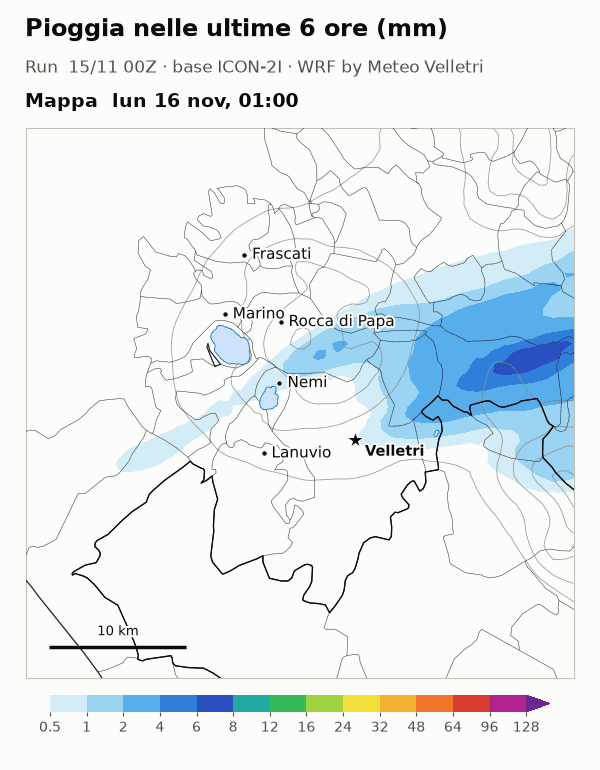 Pioggia nelle ultime 6 ore (mm)
Run  15/11 00Z · base ICON-2I · WRF by Meteo Velletri
Mappa  lun 16 nov, 01:00
Frascati
Marino
Rocca di Papa
Nemi
Velletri
Lanuvio
10 km
0.5 1 2 4 6 8 12 16 24 32 48 64 96 128